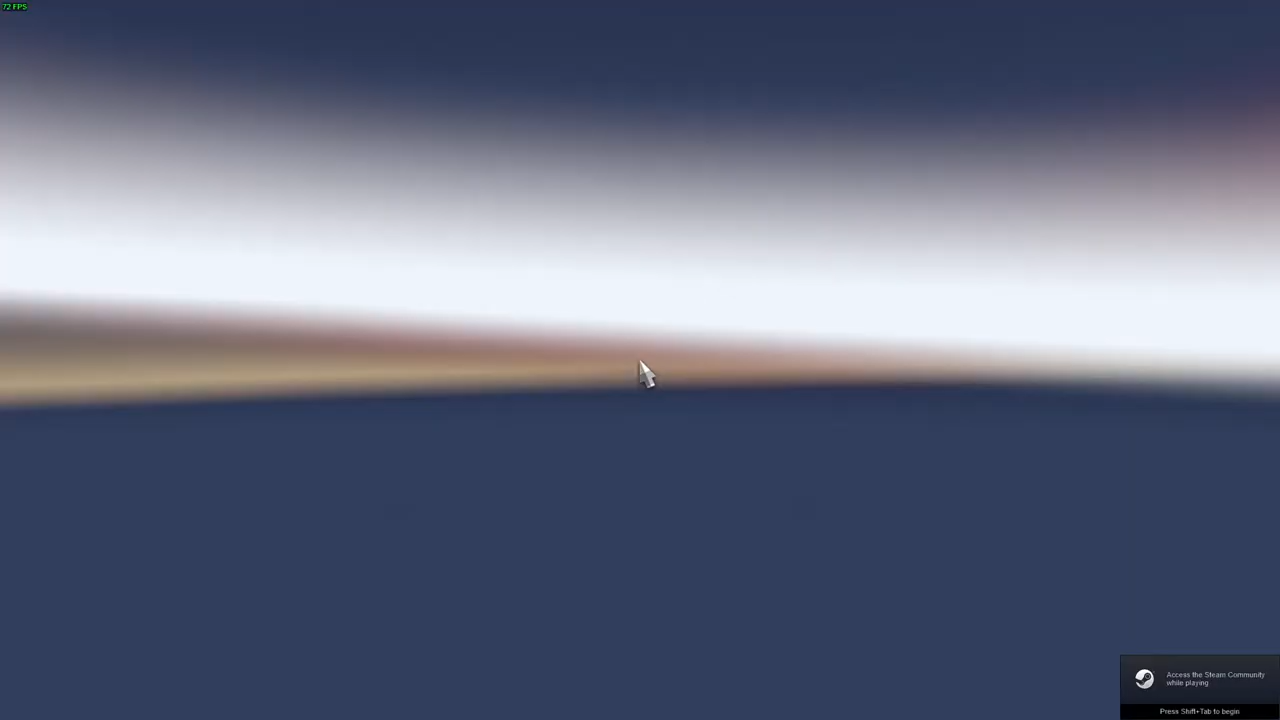 72 FPS
Access the Steam Community
while playing
Press Shift+Tab to begin